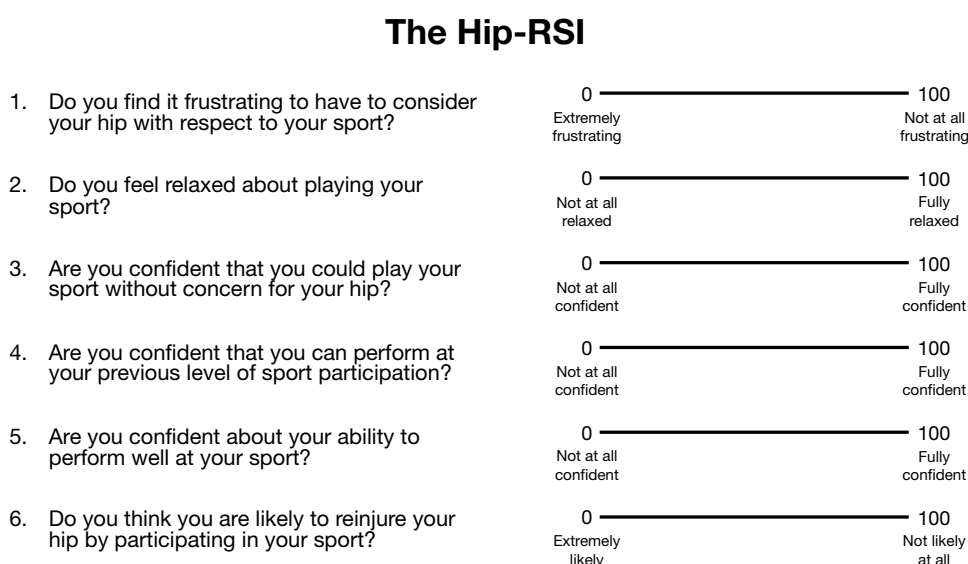 The Hip-RSI
1. Do you find it frustrating to have to consider
your hip with respect to your sport?
0 100
Extremely Not at all
frustrating frustrating
2. Do you feel relaxed about playing your
sport?
0 100
Not at all Fully
relaxed relaxed
3. Are you confident that you could play your
sport without concern for your hip?
0 100
Not at all Fully
confident confident
4. Are you confident that you can perform at
your previous level of sport participation?
0 100
Not at all Fully
confident confident
5. Are you confident about your ability to
perform well at your sport?
0 100
Not at all Fully
confident confident
6. Do you think you are likely to reinjure your
hip by participating in your sport?
0 100
Extremely Not likely
likely at all